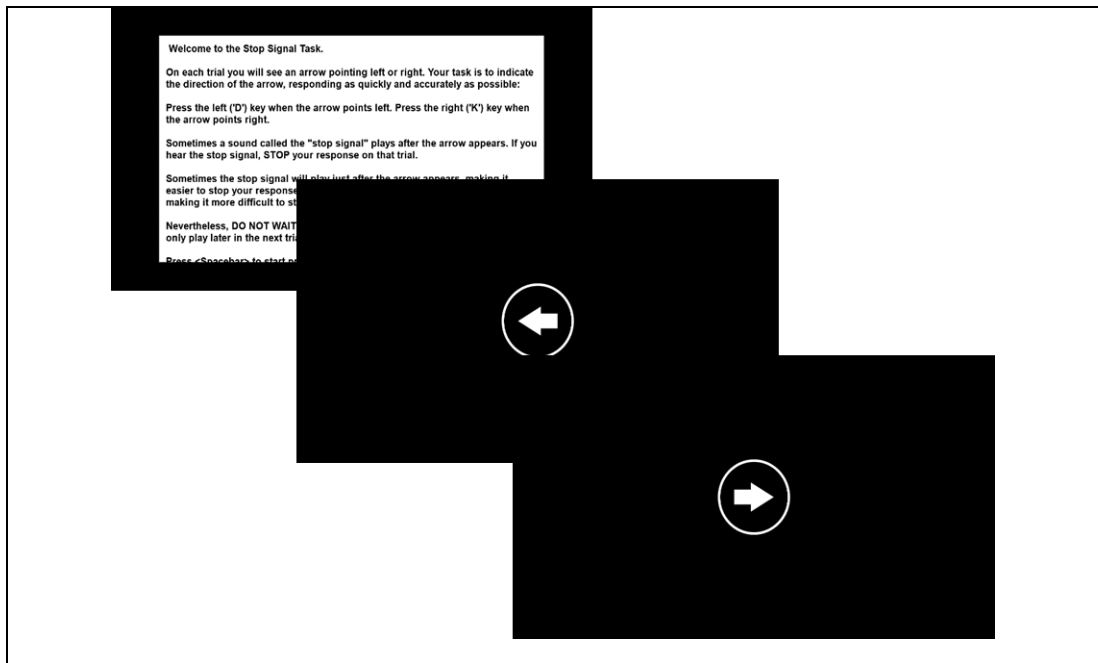 Welcome to the Stop Signal Task.
On each trial you will see an arrow pointing left or right. Your task is to indicate
the direction of the arrow, responding as quickly and accurately as possible:
Press the left ('D') key when the arrow points left. Press the right ('K') key when
the arrow points right.
Sometimes a sound called the "stop signal" plays after the arrow appears. If you
hear the stop signal, STOP your response on that trial.
Sometimes the stop signal will play just after the arrow appears, making it
easier to stop your response
making it more difficult to
Nevertheless, DO NOT WAIT
only play later in the next
Press <Spacebar> to start